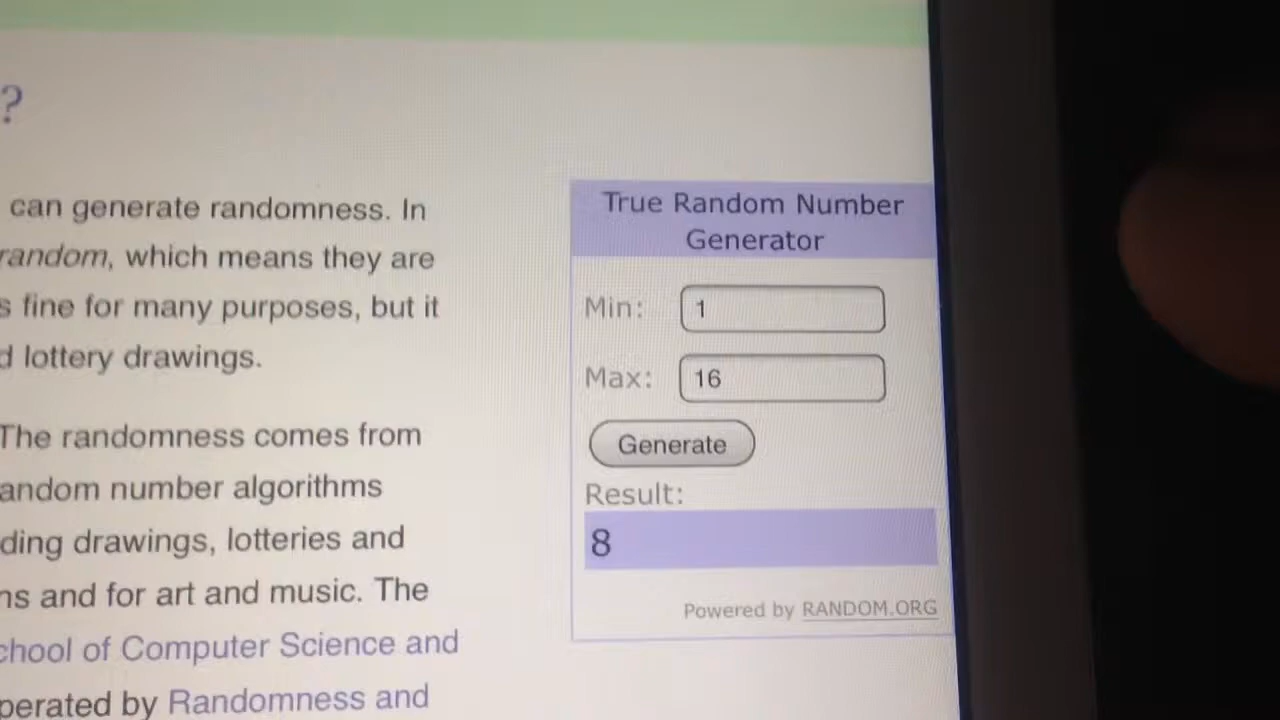 ?
can generate randomness. In
random, which means they are
s fine for many purposes, but it
d lottery drawings.
The randomness comes from
andom number algorithms
ding drawings, lotteries and
ns and for art and music. The
chool of Computer Science and
perated by Randomness and
True Random Number
Generator
Min: 1
Max: 16
Generate
Result:
8
Powered by RANDOM.ORG